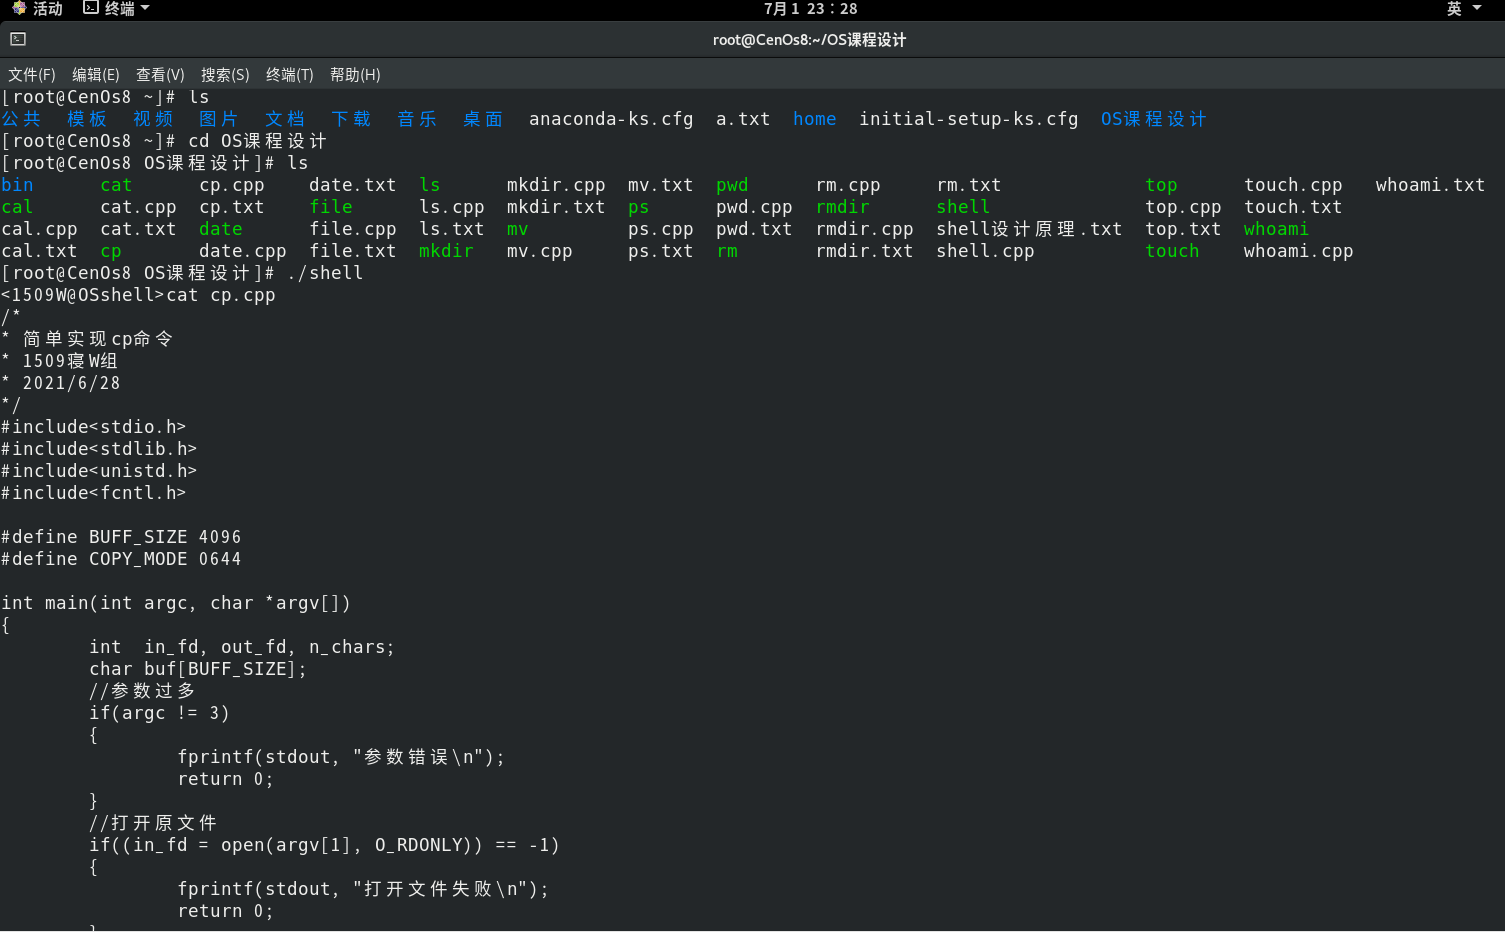 活动 终端 7月 1 23：28 英
root@CenOs8:~/OS课程设计
文件(F) 编辑(E) 查看(V) 搜索(S) 终端(T) 帮助(H)
[root@CenOs8 ~]# ls
公共 模板 视频 图片 文档 下载 音乐 桌面 anaconda-ks.cfg a.txt home initial-setup-ks.cfg OS课程设计
[root@CenOs8 ~]# cd OS课程设计
[root@CenOs8 OS课程设计]# ls
bin cat cp.cpp date.txt ls mkdir.cpp mv.txt pwd rm.cpp rm.txt top touch.cpp whoami.txt
cal cat.cpp cp.txt file ls.cpp mkdir.txt ps pwd.cpp rmdir shell top.cpp touch.txt
cal.cpp cat.txt date file.cpp ls.txt mv ps.cpp pwd.txt rmdir.cpp shell设计原理.txt top.txt whoami
cal.txt cp date.cpp file.txt mkdir mv.cpp ps.txt rm rmdir.txt shell.cpp touch whoami.cpp
[root@CenOs8 OS课程设计]# ./shell
<1509W@OSshell>cat cp.cpp
/*
* 简单实现cp命令
* 1509寝W组
* 2021/6/28
*/
#include<stdio.h>
#include<stdlib.h>
#include<unistd.h>
#include<fcntl.h>
#define BUFF_SIZE 4096
#define COPY_MODE 0644
int main(int argc, char *argv[])
{
int  in_fd, out_fd, n_chars;
char buf[BUFF_SIZE];
//参数过多
if(argc != 3)
{
fprintf(stdout, "参数错误\n");
return 0;
}
//打开原文件
if((in_fd = open(argv[1], O_RDONLY)) == -1)
{
fprintf(stdout, "打开文件失败\n");
return 0;
}